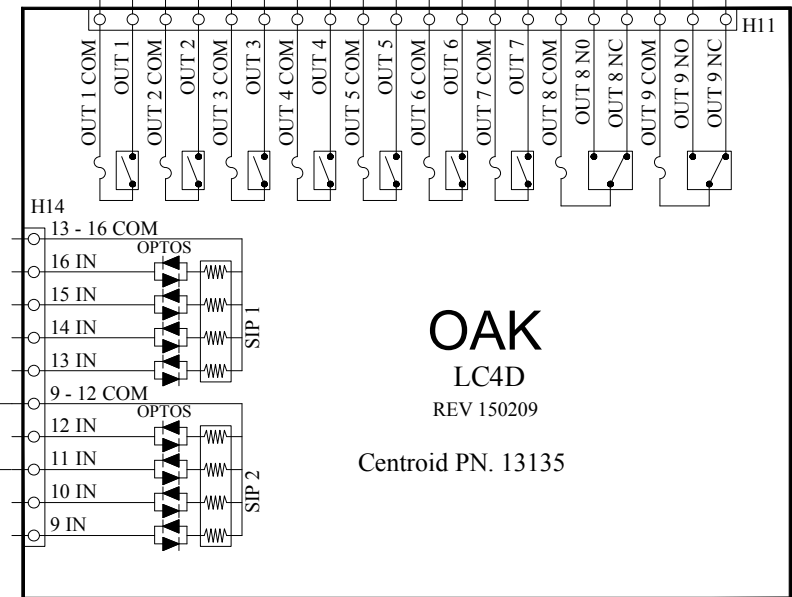 H11
OUT 1 COM
OUT 1
OUT 2 COM
OUT 2
OUT 3 COM
OUT 3
OUT 4 COM
OUT 4
OUT 5 COM
OUT 5
OUT 6 COM
OUT 6
OUT 7 COM
OUT 7
OUT 8 COM
OUT 8 N0
OUT 8 NC
OUT 9 COM
OUT 9 NO
OUT 9 NC
H14
13 - 16 COM
OPTOS
16 IN
15 IN
14 IN
13 IN
SIP 1
9 - 12 COM
OPTOS
12 IN
11 IN
10 IN
9 IN
SIP 2
OAK
LC4D
REV 150209
Centroid PN. 13135